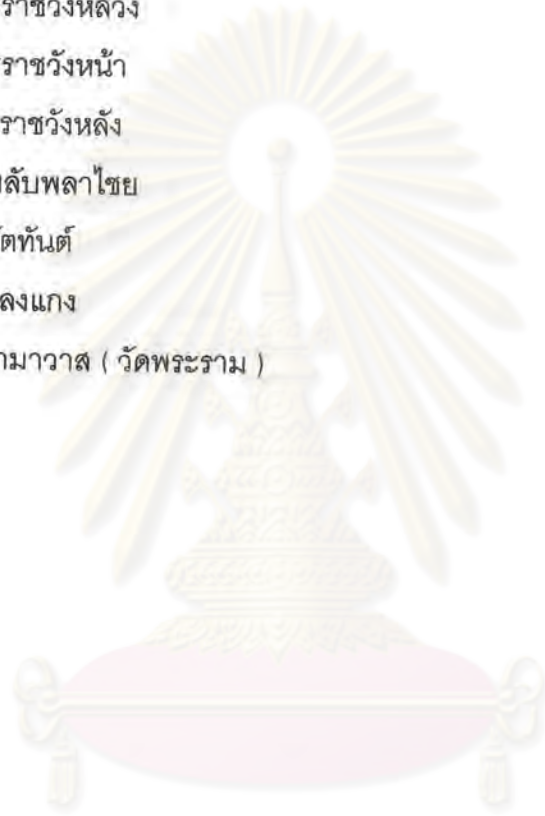 ราชวังหลวง
ราชวังหน้า
ราชวังหลัง
ลับพลาไชย
ัตทันต์
ลงแกง
ามาวาส ( วัดพระราม )